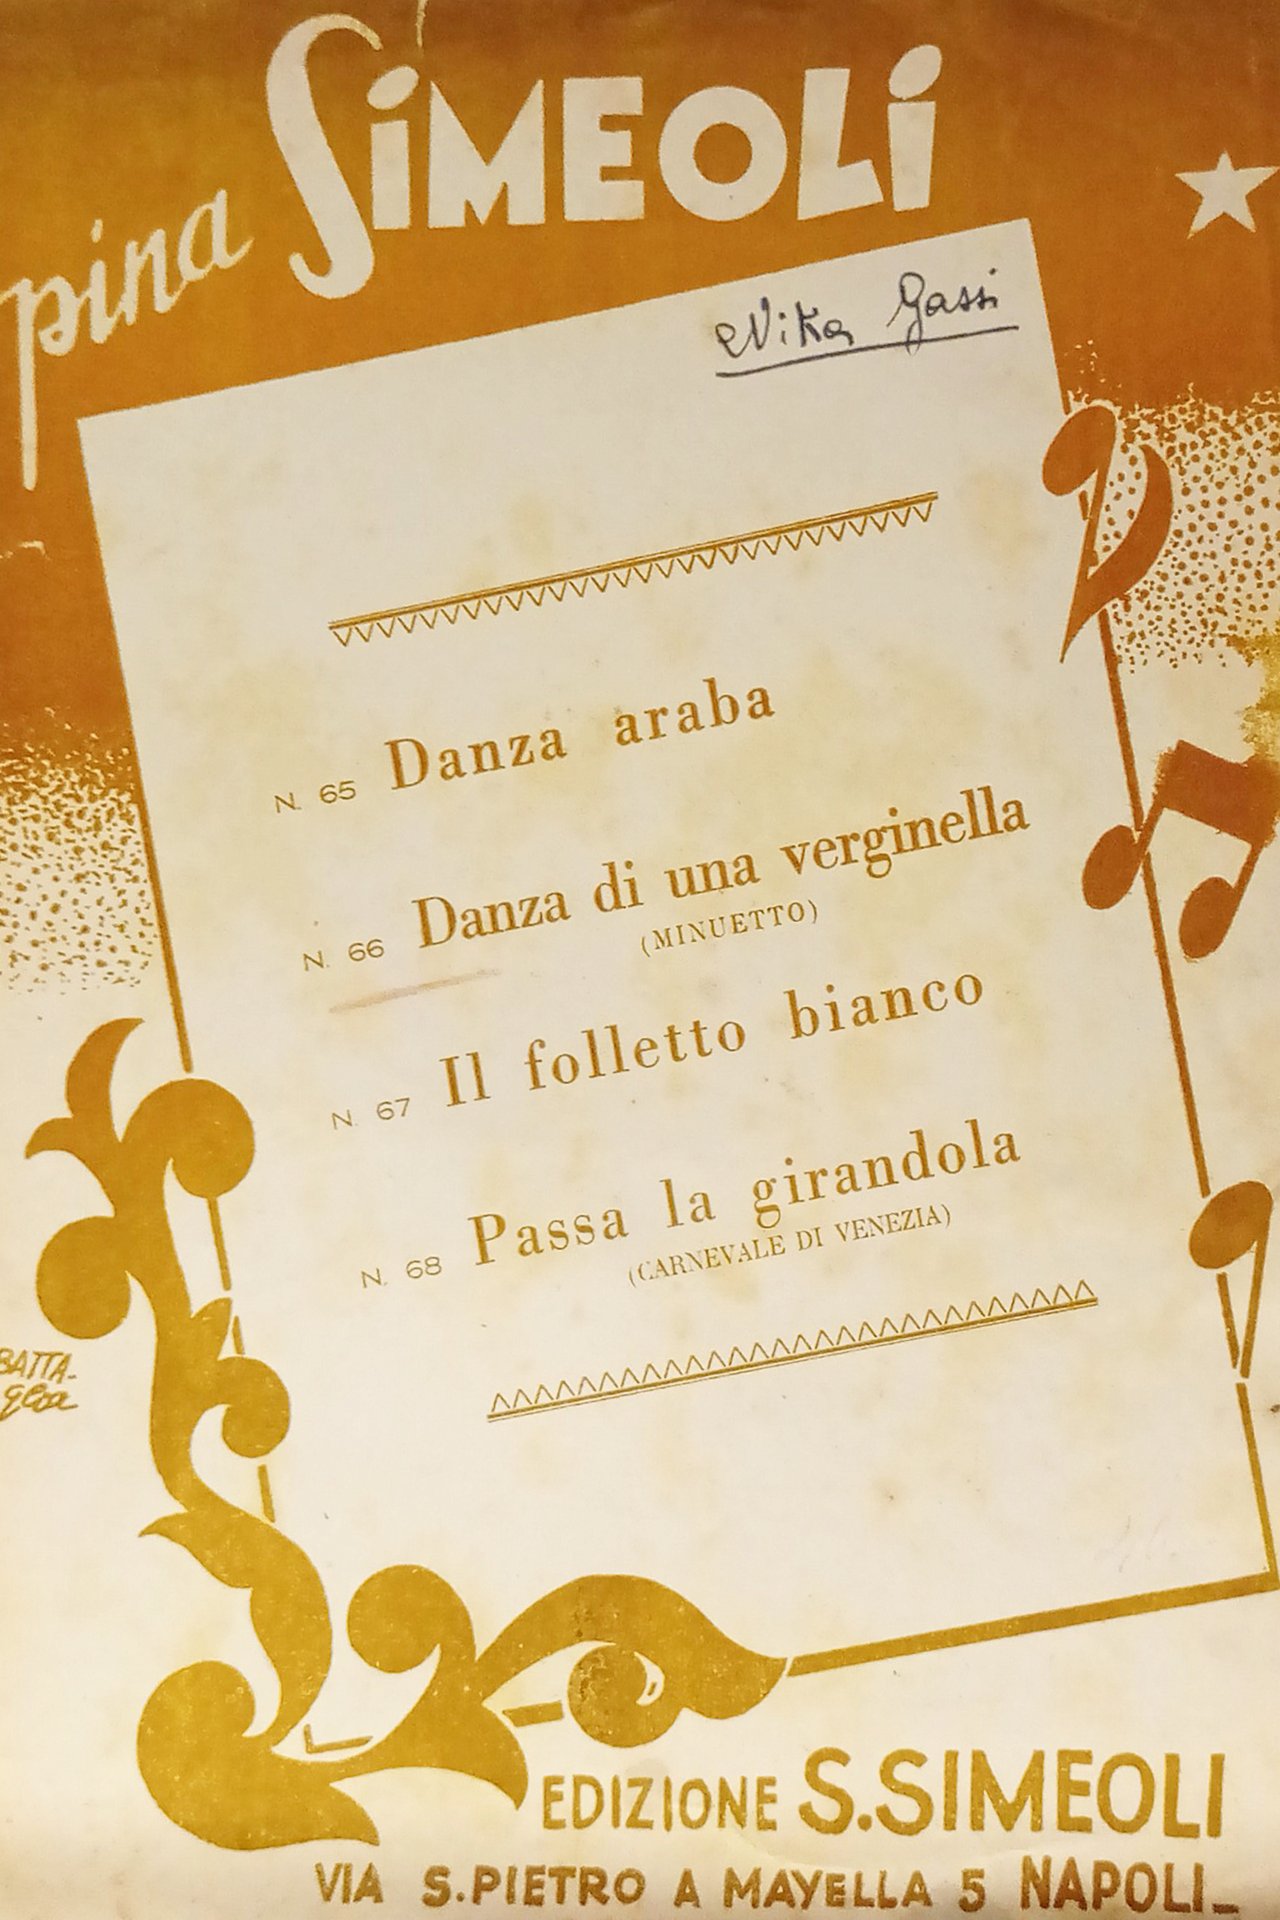 pina SiMEOLi
Nika Gassi
N. 65 Danza araba
N. 66 Danza di una verginella
(MINUETTO)
N. 67 Il folletto bianco
N. 68 Passa la girandola
(CARNEVALE DI VENEZIA)
BATTA-
glia
EDIZIONE S.SIMEOLI
VIA S.PIETRO A MAYELLA 5 NAPOLI_